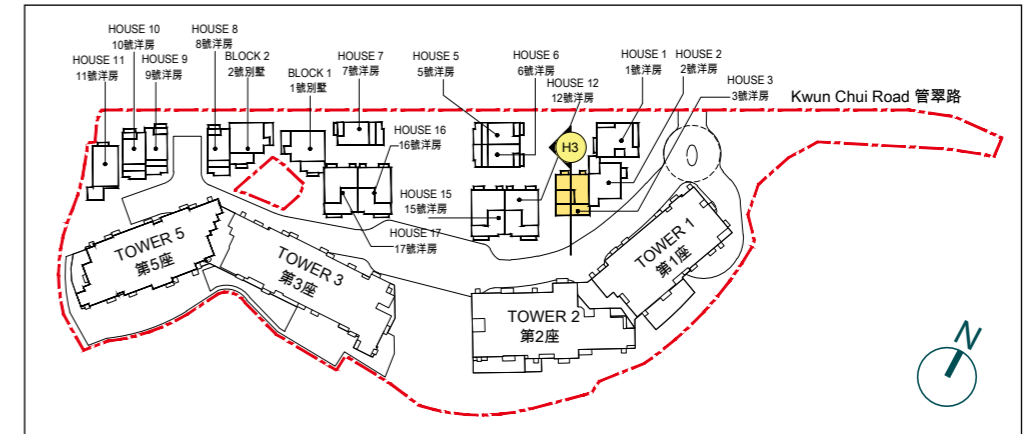 HOUSE 11
11號洋房
HOUSE 10
10號洋房
HOUSE 9
9號洋房
HOUSE 8
8號洋房
BLOCK 2
2號別墅
BLOCK 1
1號別墅
HOUSE 7
7號洋房
HOUSE 5
5號洋房
HOUSE 6
6號洋房
HOUSE 12
12號洋房
HOUSE 1
1號洋房
HOUSE 2
2號洋房
HOUSE 3
3號洋房
Kwun Chui Road 管翠路
HOUSE 16
16號洋房
H3
HOUSE 15
15號洋房
HOUSE 17
17號洋房
TOWER 5
第5座
TOWER 3
第3座
TOWER 2
第2座
TOWER 1
第1座
N